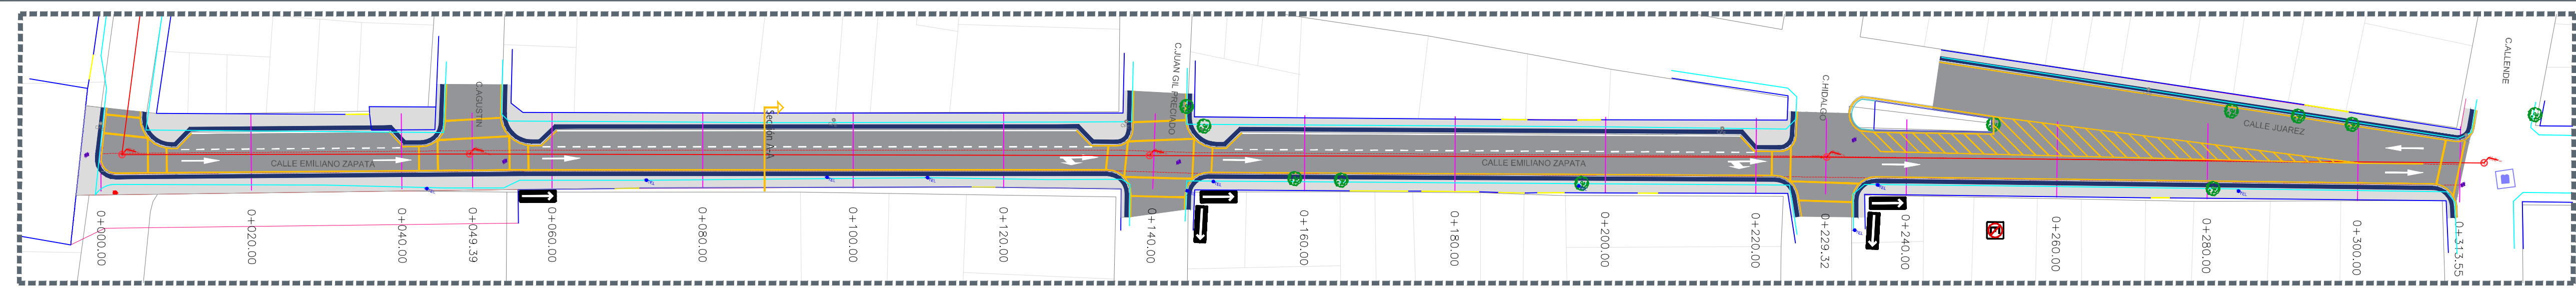 C.AGUSTIN
C.JUAN GIL PRECIADO
C.HIDALGO
C.ALLENDE
Sección A-A
CALLE JUAREZ
CALLE EMILIANO ZAPATA
CALLE EMILIANO ZAPATA
0+000.00
0+020.00
0+040.00
0+049.39
0+060.00
0+080.00
0+100.00
0+120.00
0+140.00
0+160.00
0+180.00
0+200.00
0+220.00
0+229.32
0+240.00
0+260.00
0+280.00
0+300.00
0+313.55